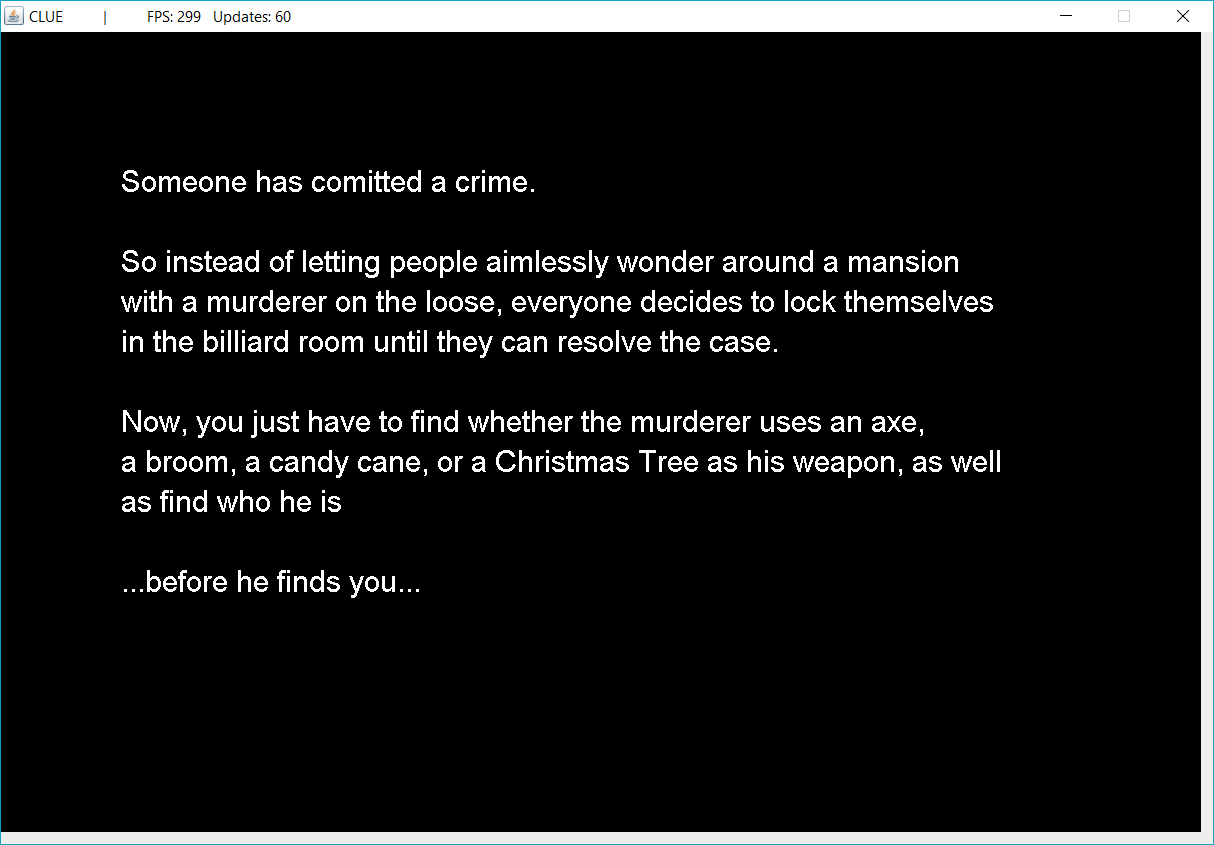 CLUE | FPS: 299 Updates: 60
Someone has comitted a crime.
So instead of letting people aimlessly wonder around a mansion
with a murderer on the loose, everyone decides to lock themselves
in the billiard room until they can resolve the case.
Now, you just have to find whether the murderer uses an axe,
a broom, a candy cane, or a Christmas Tree as his weapon, as well
as find who he is
...before he finds you...